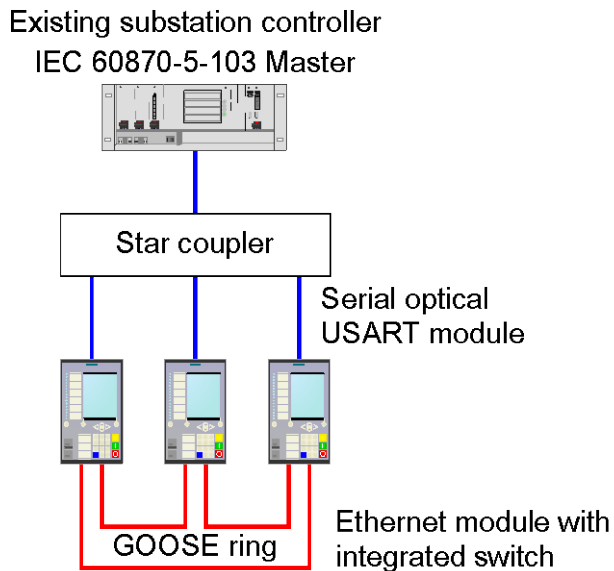 Existing substation controller
IEC 60870-5-103 Master
Star coupler
Serial optical
USART module
GOOSE ring
Ethernet module with
integrated switch